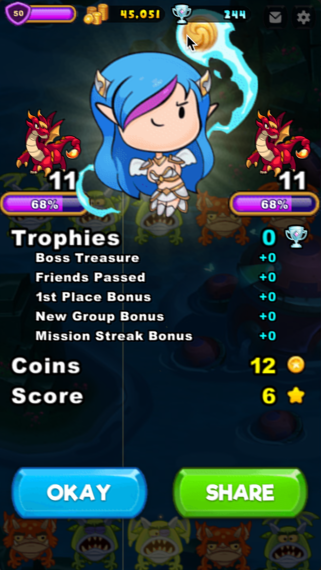 50 45,051 244
11 11
68% 68%
Trophies 0
Boss Treasure +0
Friends Passed +0
1st Place Bonus +0
New Group Bonus +0
Mission Streak Bonus +0
Coins 12
Score 6
OKAY SHARE